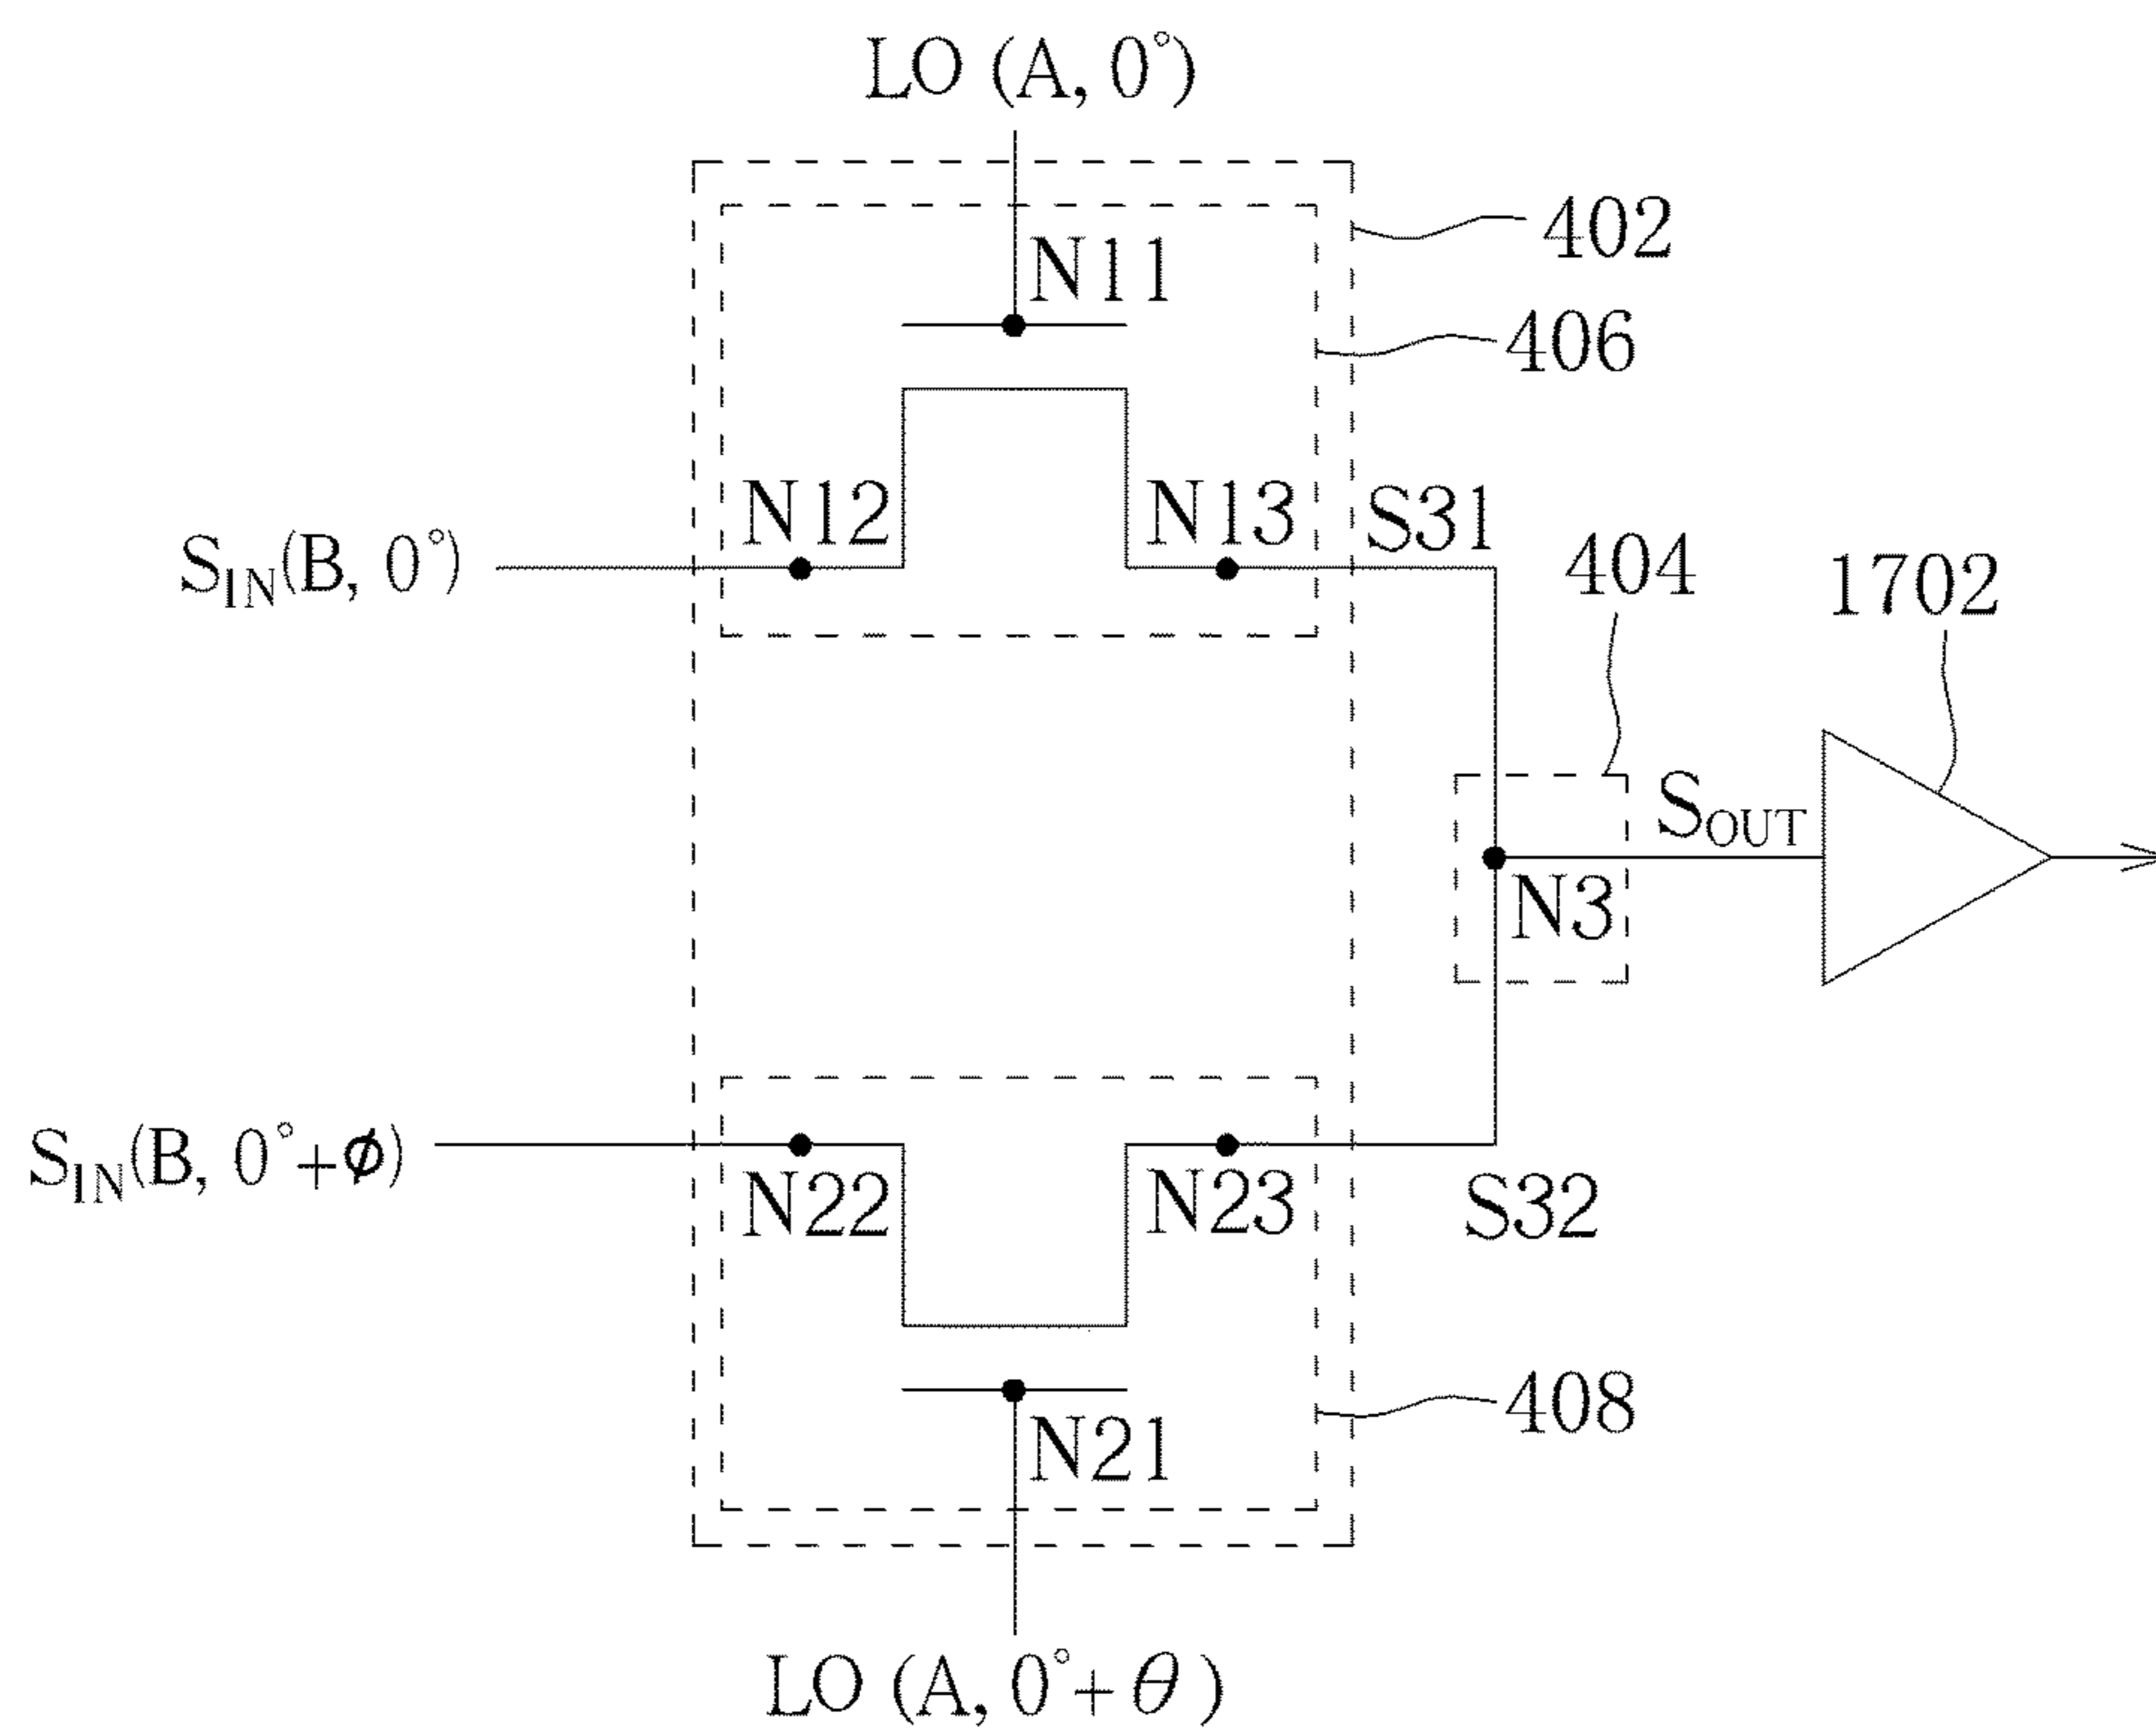 LO (A, 0°)
402
N11
406
N12
N13
S31
S_IN(B, 0°)
404
1702
S_OUT
N3
S_IN(B, 0°+ϕ)
N22
N23
S32
408
N21
LO (A, 0°+θ)